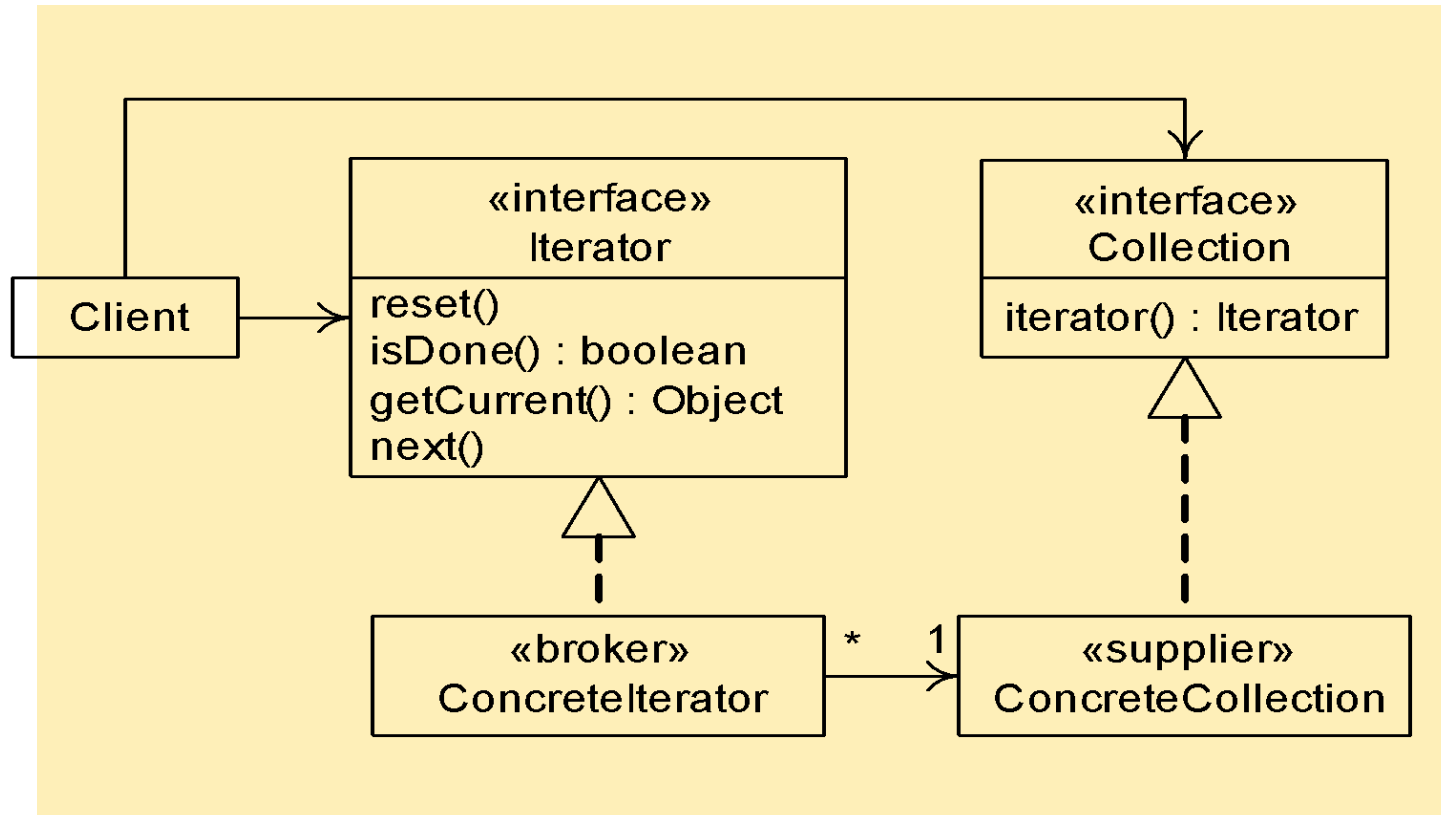 «interface»
Iterator
reset()
isDone() : boolean
getCurrent() : Object
next()
«interface»
Collection
iterator() : Iterator
Client
«broker»
ConcreteIterator
* 1
«supplier»
ConcreteCollection